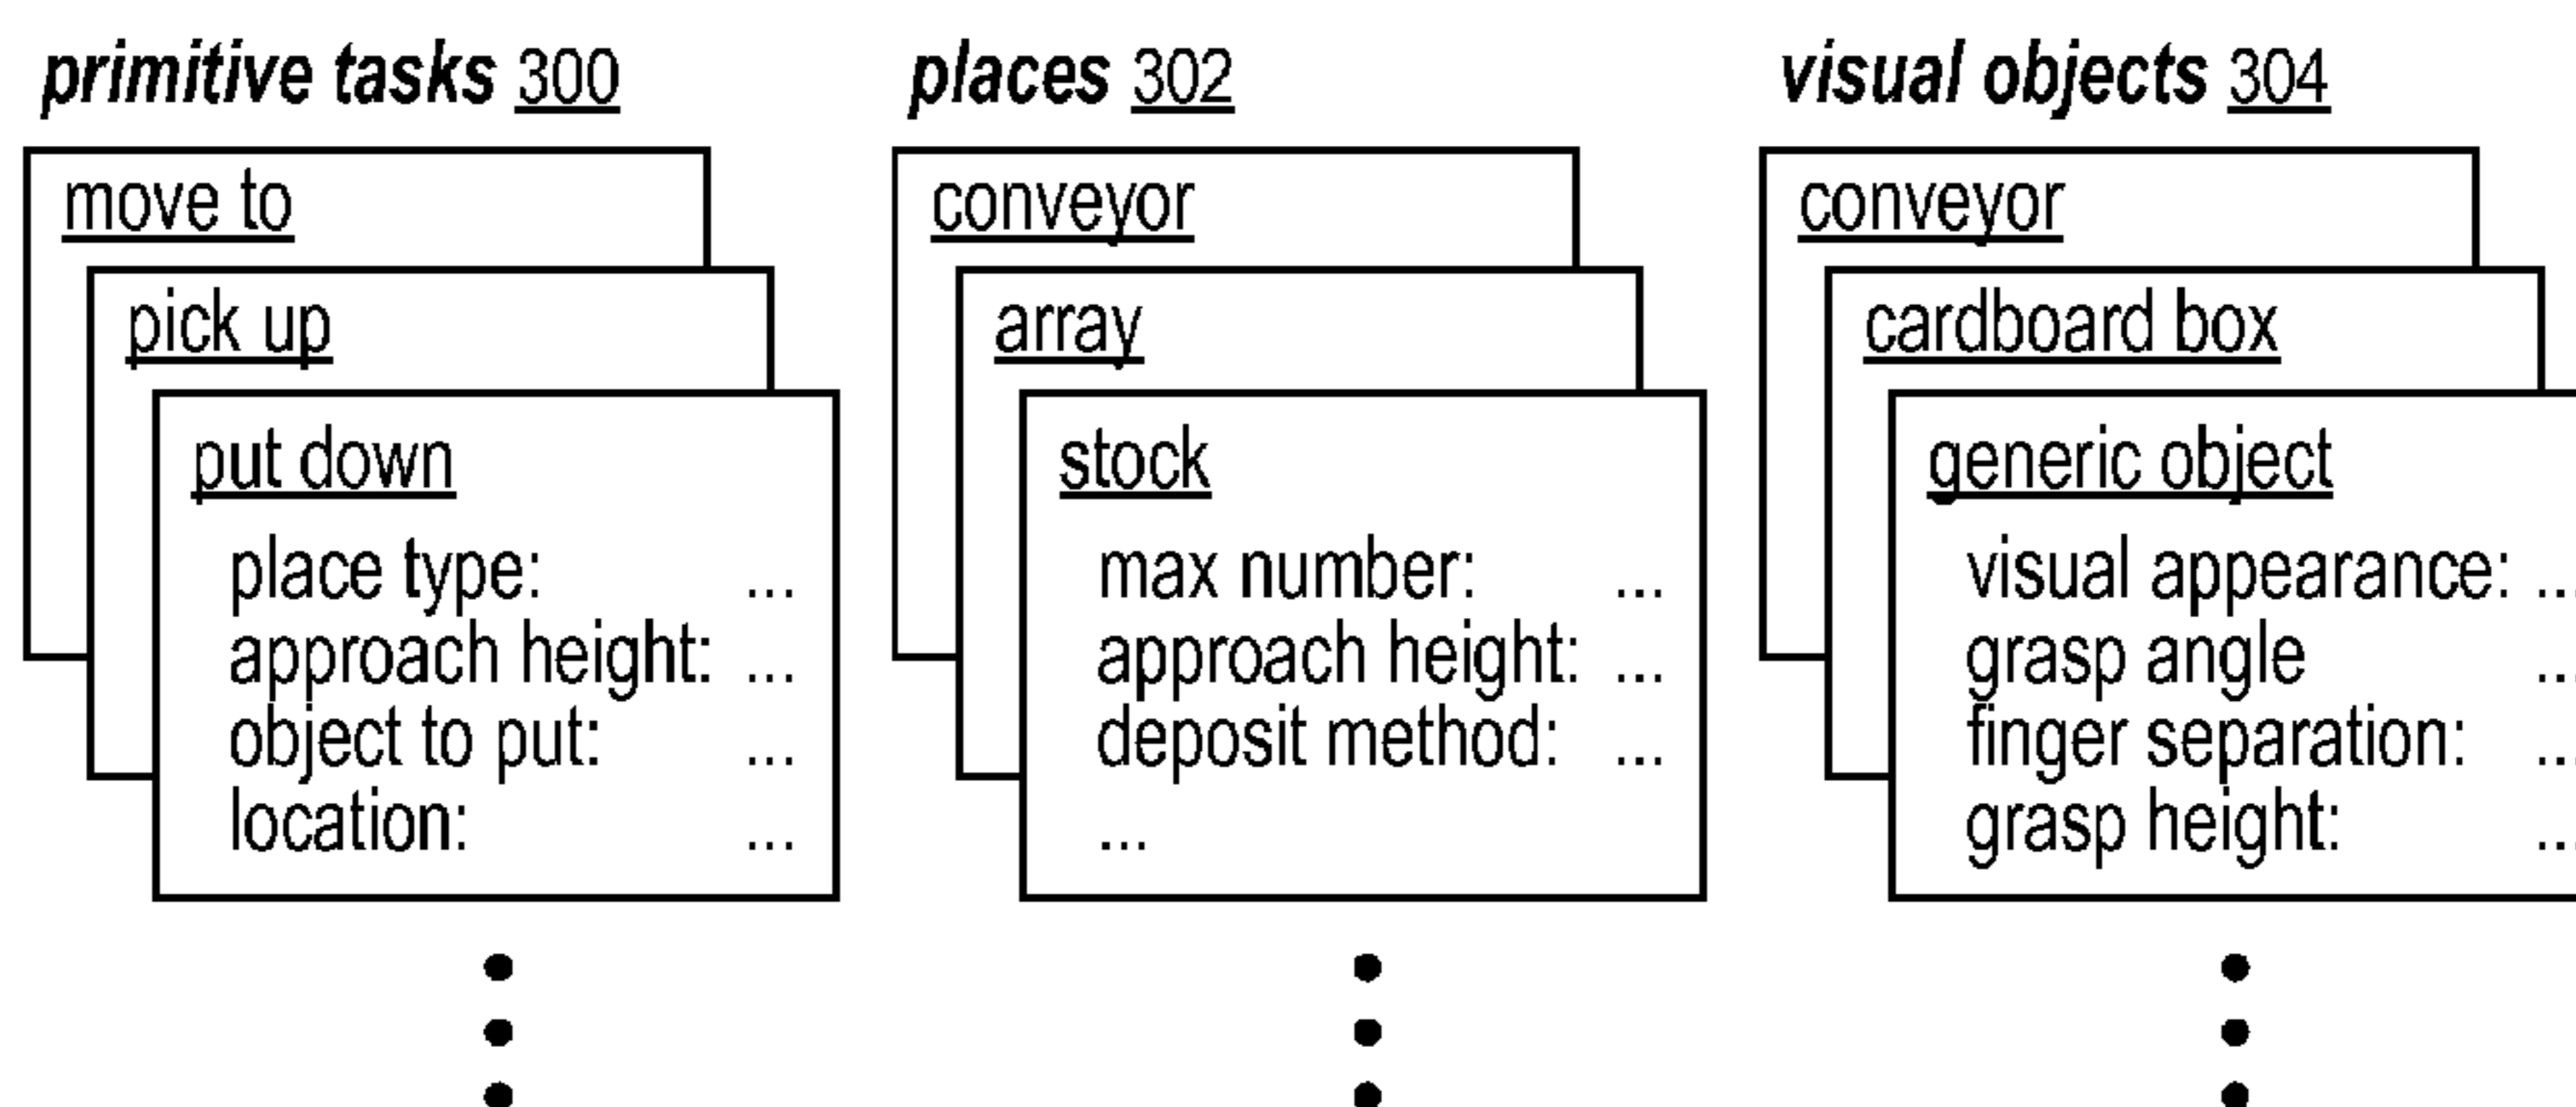 primitive tasks 300
move to
pick up
put down
place type: ...
approach height: ...
object to put: ...
location: ...
places 302
conveyor
array
stock
max number: ...
approach height: ...
deposit method: ...
...
visual objects 304
conveyor
cardboard box
generic object
visual appearance: ...
grasp angle ...
finger separation: ...
grasp height: ...